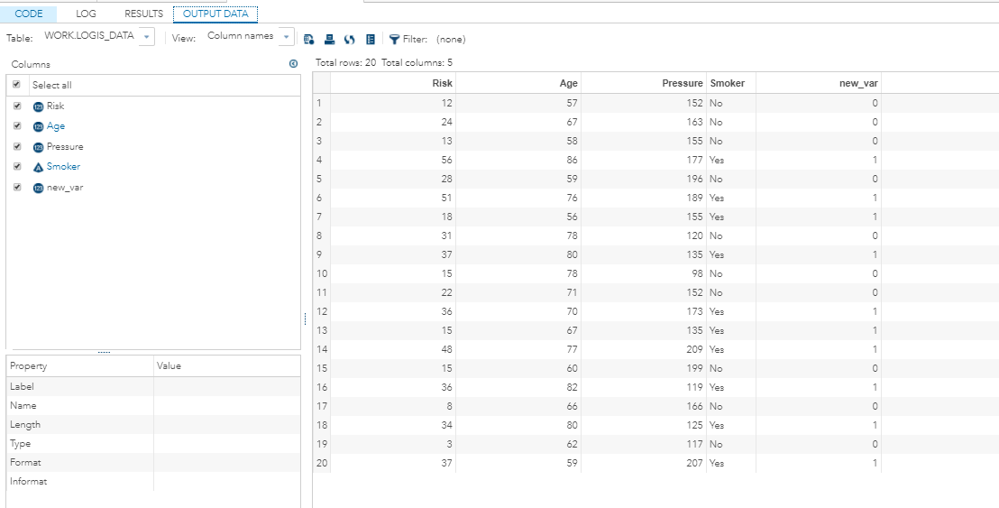 CODE LOG RESULTS OUTPUT DATA
Table: WORK.LOGIS_DATA View: Column names Filter: (none)
Columns
Select all
123 Risk
123 Age
123 Pressure
A Smoker
123 new_var
Property Value
Label
Name
Length
Type
Format
Informat
Total rows: 20 Total columns: 5
Risk Age Pressure Smoker new_var
1 12 57 152 No 0
2 24 67 163 No 0
3 13 58 155 No 0
4 56 86 177 Yes 1
5 28 59 196 No 0
6 51 76 189 Yes 1
7 18 56 155 Yes 1
8 31 78 120 No 0
9 37 80 135 Yes 1
10 15 78 98 No 0
11 22 71 152 No 0
12 36 70 173 Yes 1
13 15 67 135 Yes 1
14 48 77 209 Yes 1
15 15 60 199 No 0
16 36 82 119 Yes 1
17 8 66 166 No 0
18 34 80 125 Yes 1
19 3 62 117 No 0
20 37 59 207 Yes 1